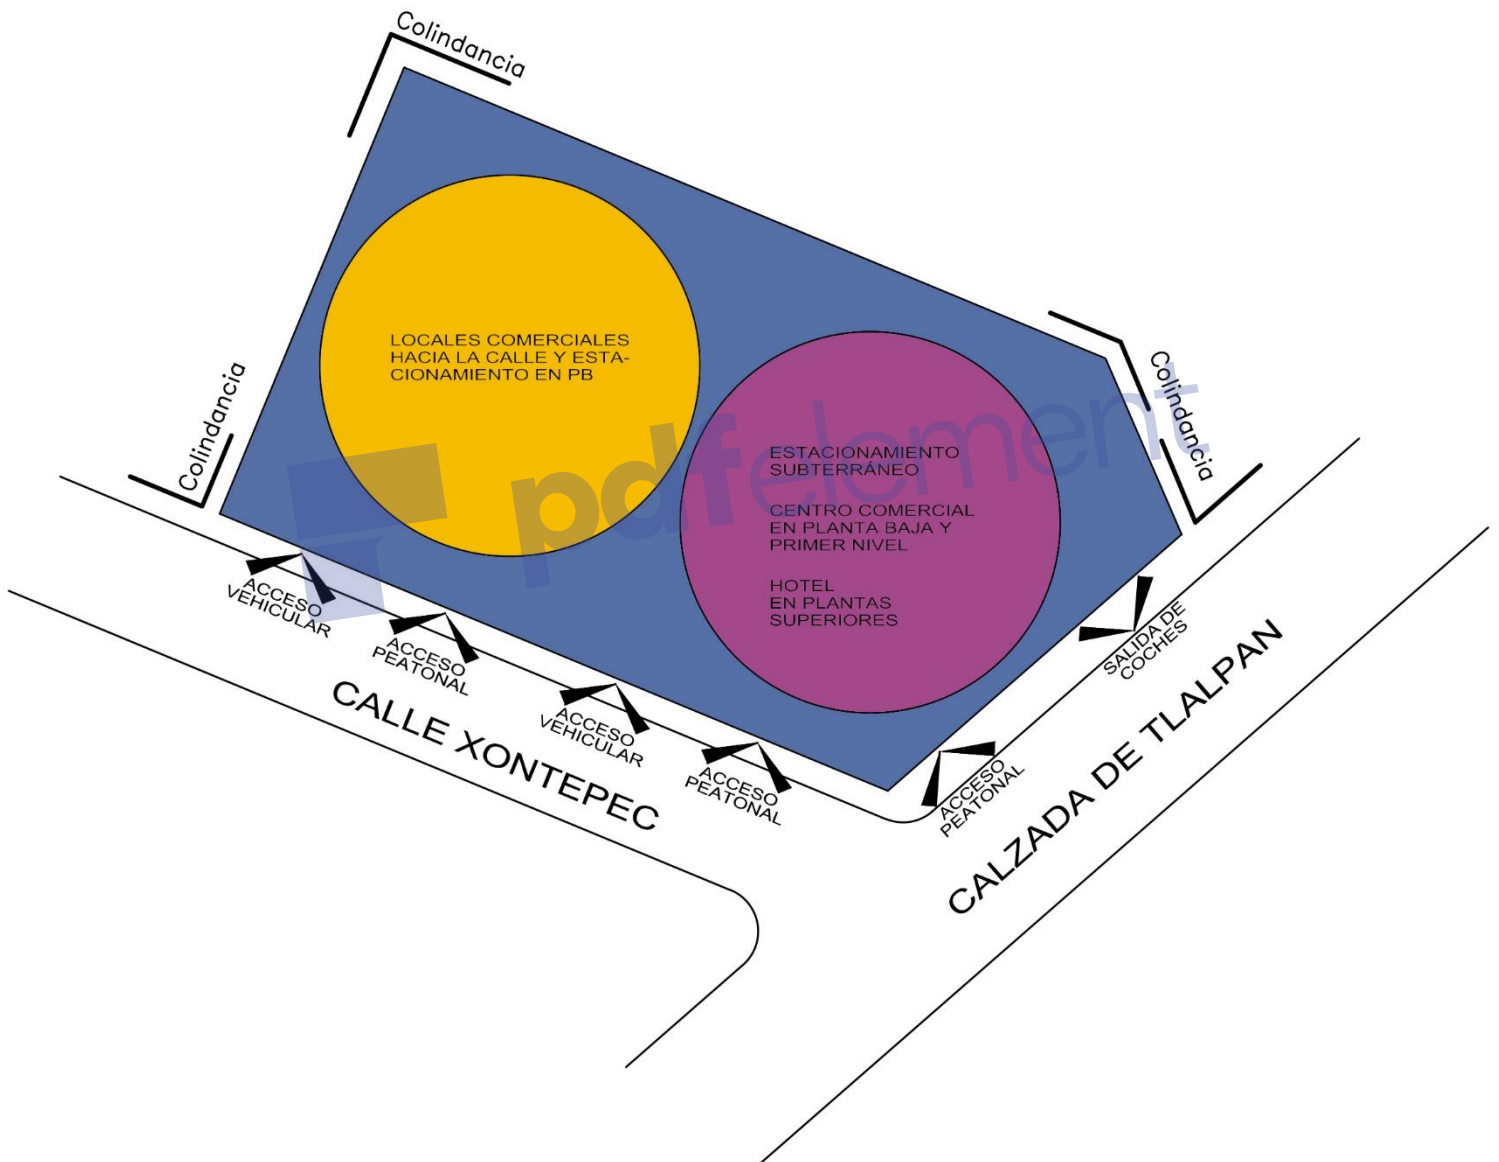 Colindancia
LOCALES COMERCIALES
HACIA LA CALLE Y ESTA-
CIONAMIENTO EN PB
Colindancia
Colindancia
ESTACIONAMIENTO
SUBTERRÁNEO
CENTRO COMERCIAL
EN PLANTA BAJA Y
PRIMER NIVEL
HOTEL
EN PLANTAS
SUPERIORES
pdfelement
ACCESO
VEHICULAR
ACCESO
PEATONAL
ACCESO
VEHICULAR
ACCESO
PEATONAL
ACCESO
PEATONAL
SALIDA DE
COCHES
CALLE XONTEPEC
CALZADA DE TLALPAN